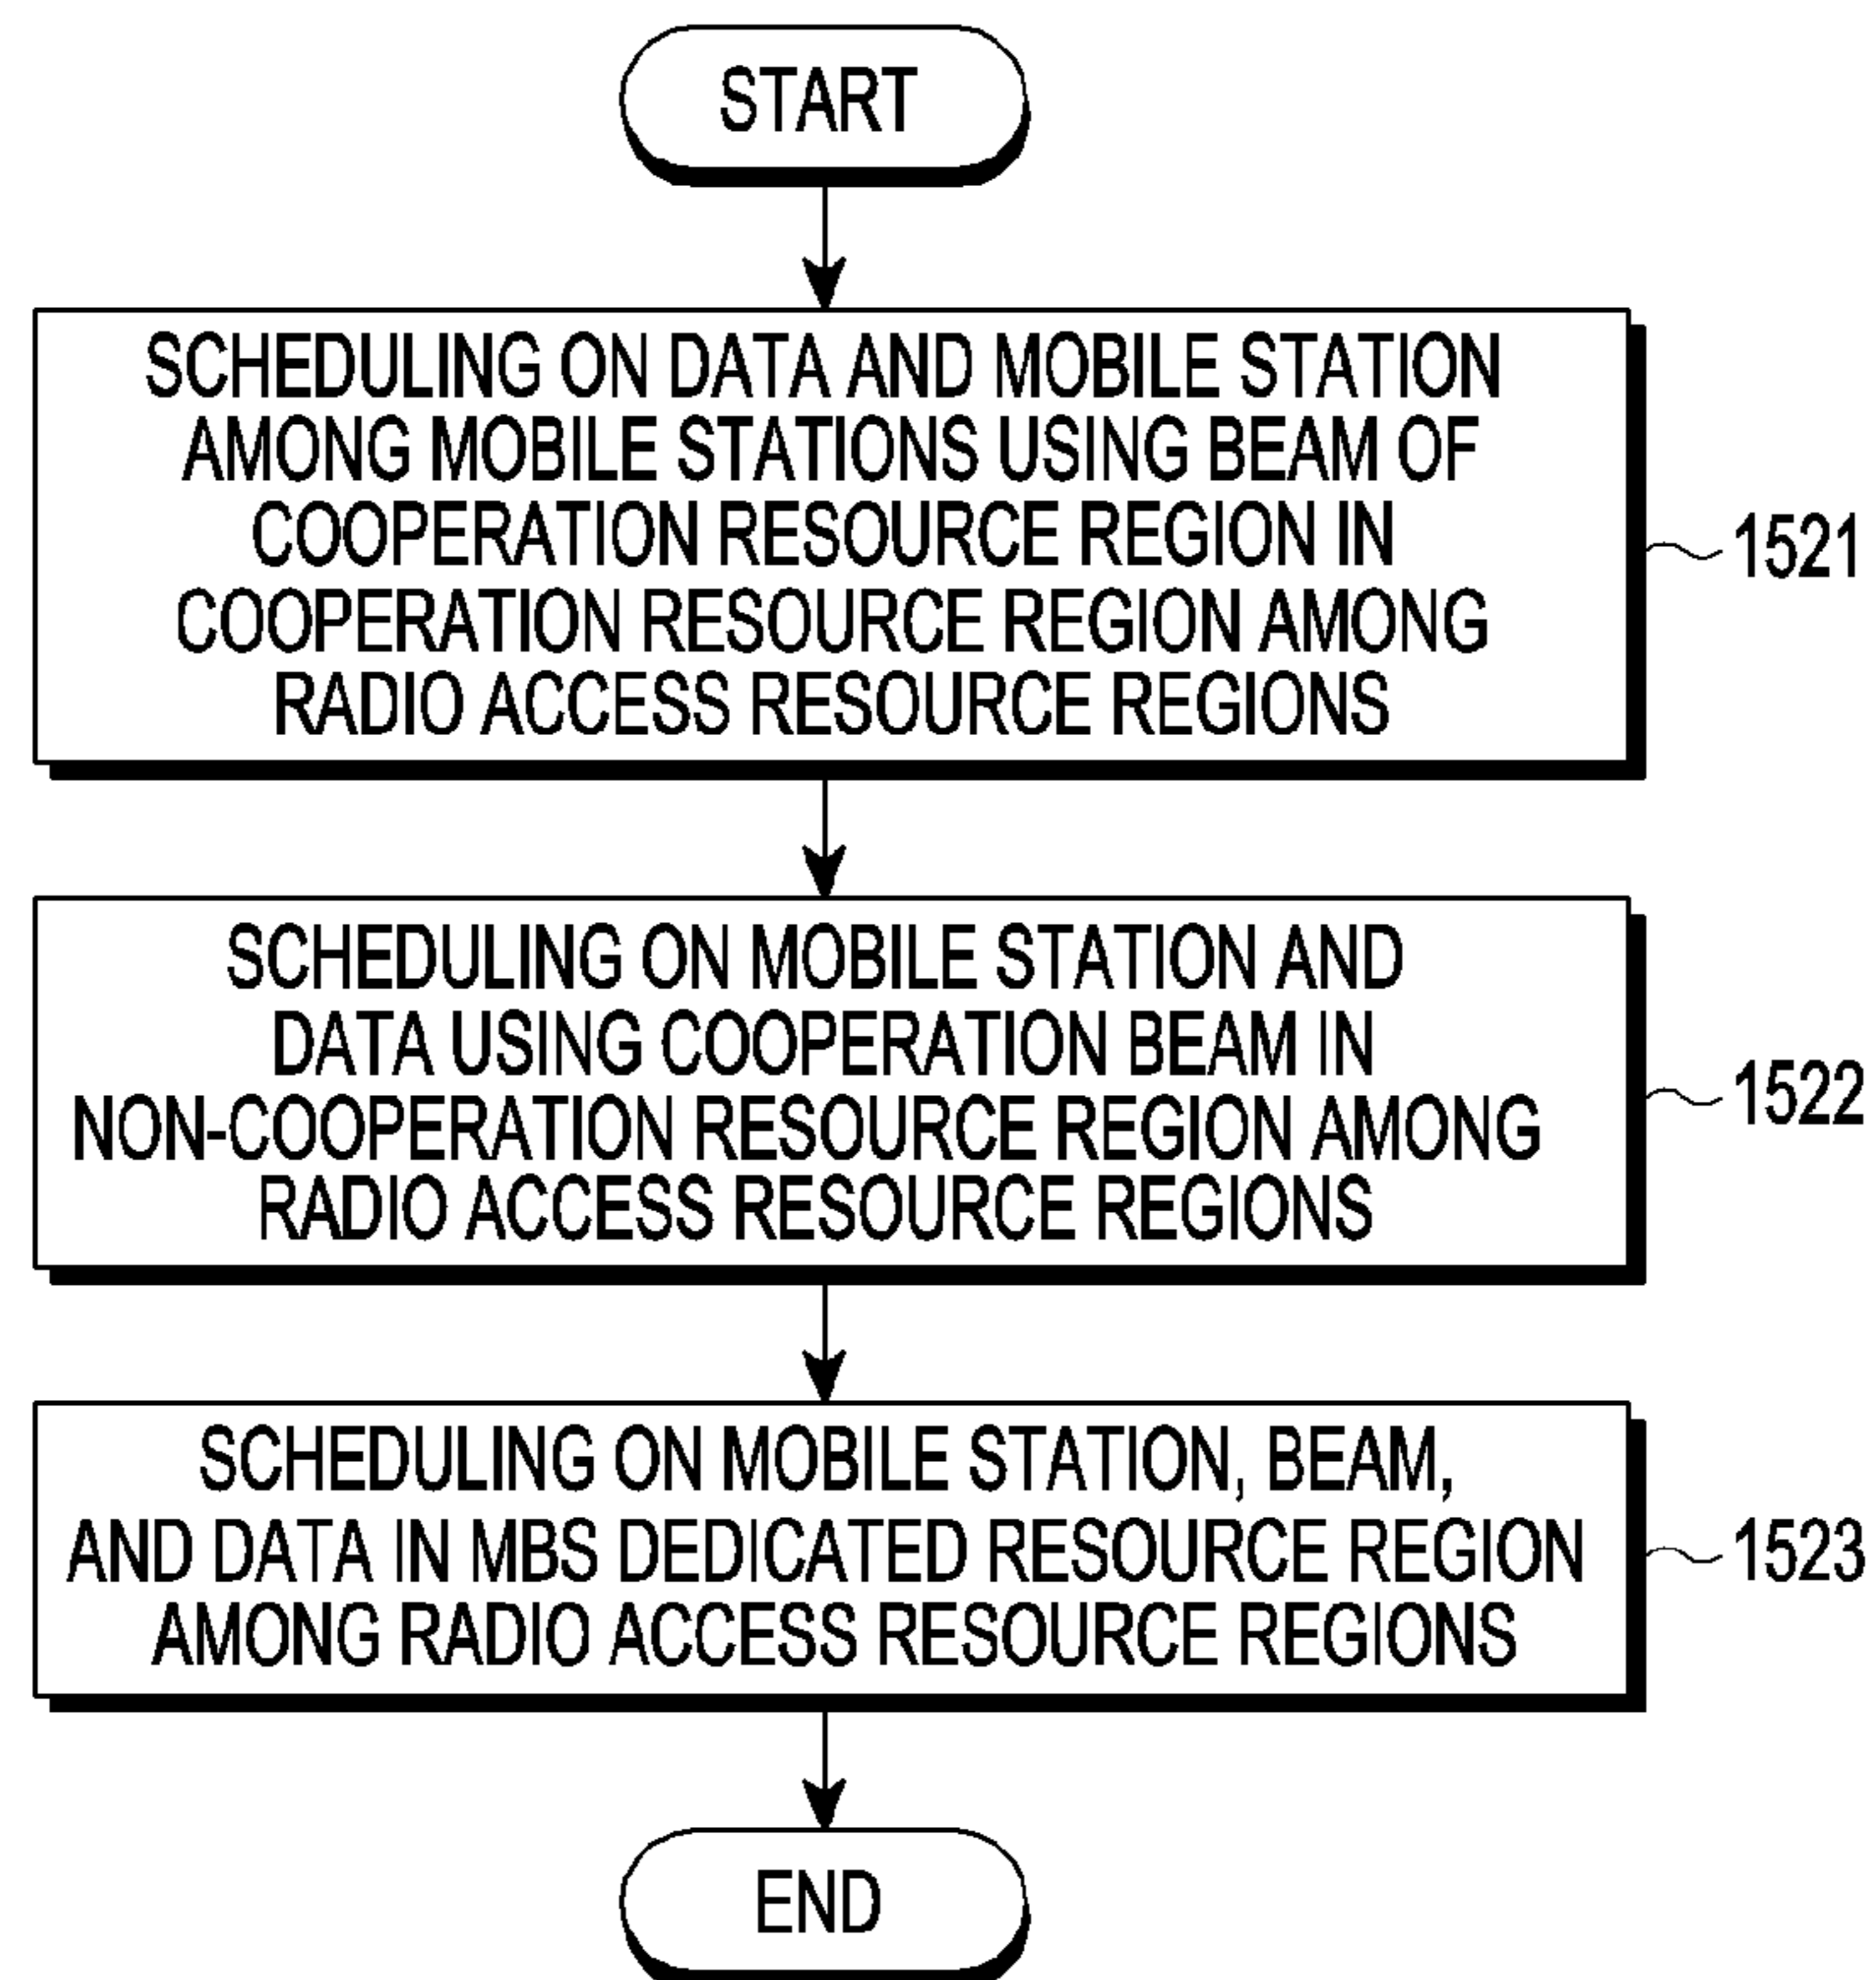 START
SCHEDULING ON DATA AND MOBILE STATION
AMONG MOBILE STATIONS USING BEAM OF
COOPERATION RESOURCE REGION IN
COOPERATION RESOURCE REGION AMONG
RADIO ACCESS RESOURCE REGIONS
1521
SCHEDULING ON MOBILE STATION AND
DATA USING COOPERATION BEAM IN
NON-COOPERATION RESOURCE REGION AMONG
RADIO ACCESS RESOURCE REGIONS
1522
SCHEDULING ON MOBILE STATION, BEAM,
AND DATA IN MBS DEDICATED RESOURCE REGION
AMONG RADIO ACCESS RESOURCE REGIONS
1523
END